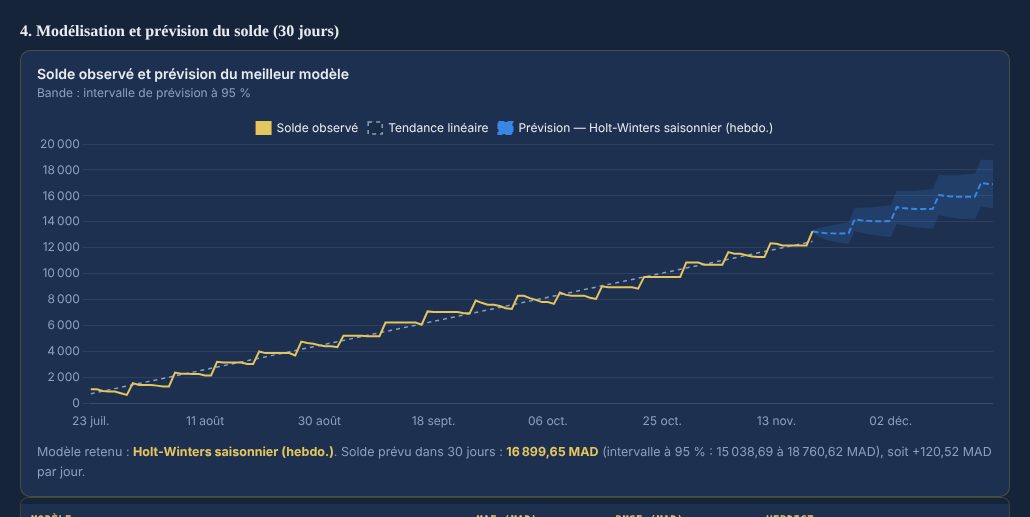 4. Modélisation et prévision du solde (30 jours)
Solde observé et prévision du meilleur modèle
Bande : intervalle de prévision à 95 %
Solde observé Tendance linéaire Prévision — Holt-Winters saisonnier (hebdo.)
20 000
18 000
16 000
14 000
12 000
10 000
8 000
6 000
4 000
2 000
0
23 juil. 11 août 30 août 18 sept. 06 oct. 25 oct. 13 nov. 02 déc.
Modèle retenu : Holt-Winters saisonnier (hebdo.). Solde prévu dans 30 jours : 16 899,65 MAD (intervalle à 95 % : 15 038,69 à 18 760,62 MAD), soit +120,52 MAD
par jour.